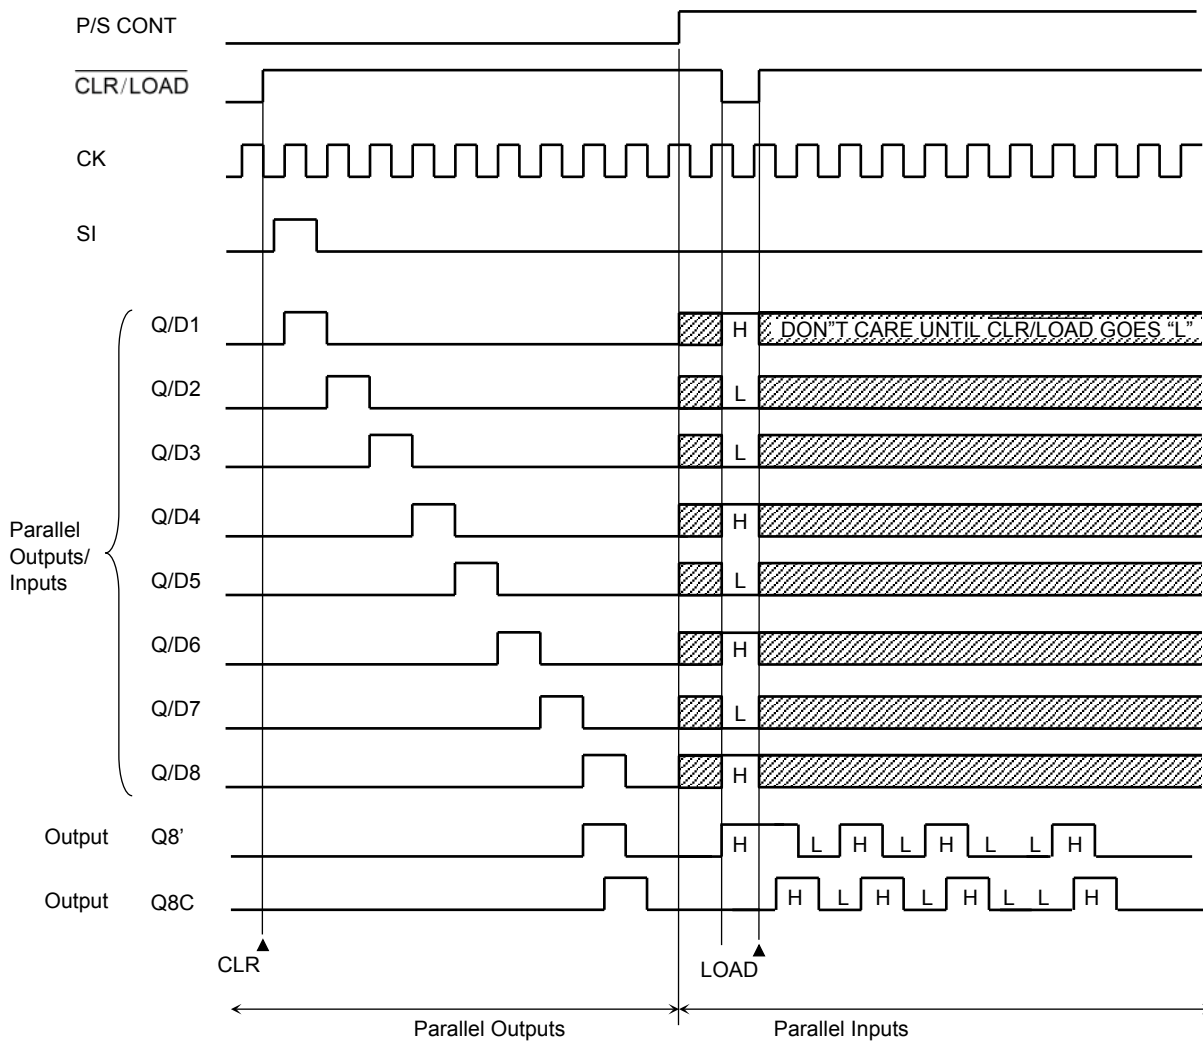 P/S CONT
CLR/LOAD
CK
SI
Q/D1 H DON"T CARE UNTIL CLR/LOAD GOES “L”
Q/D2 L
Q/D3 L
Q/D4 H
Parallel
Outputs/
Inputs
Q/D5 L
Q/D6 H
Q/D7 L
Q/D8 H
Output Q8’ H L H L H L L H
Output Q8C H L H L H L L H
CLR LOAD
Parallel Outputs Parallel Inputs